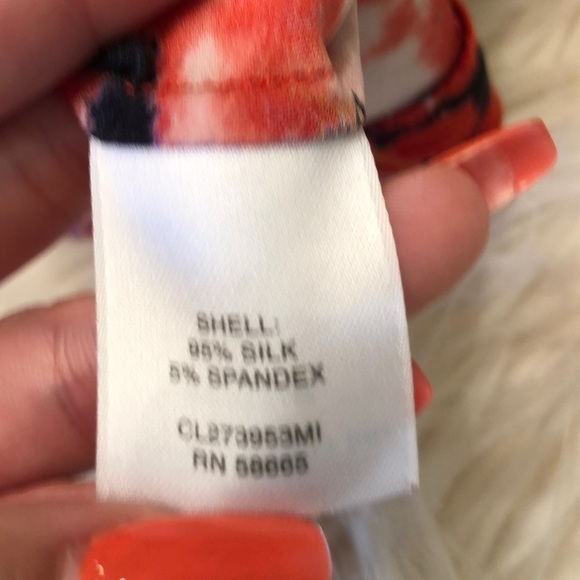 SHELL:
95% SILK
5% SPANDEX
CL273953MI
RN 58665